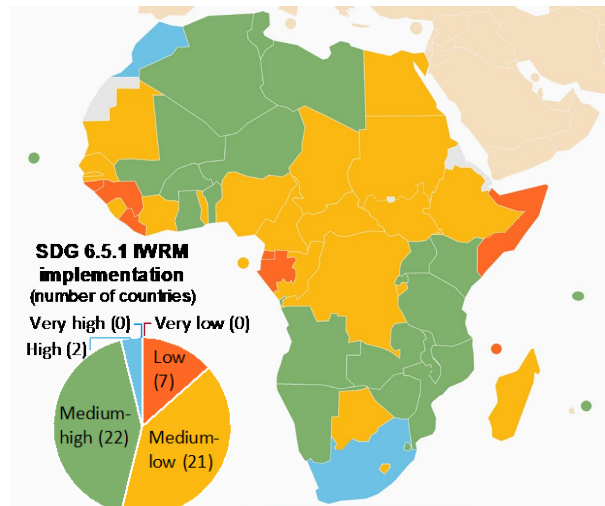 SDG 6.5.1 IWRM
implementation
(number of countries)
Very high (0)
Very low (0)
High (2)
Low
(7)
Medium-
high (22)
Medium-
low (21)